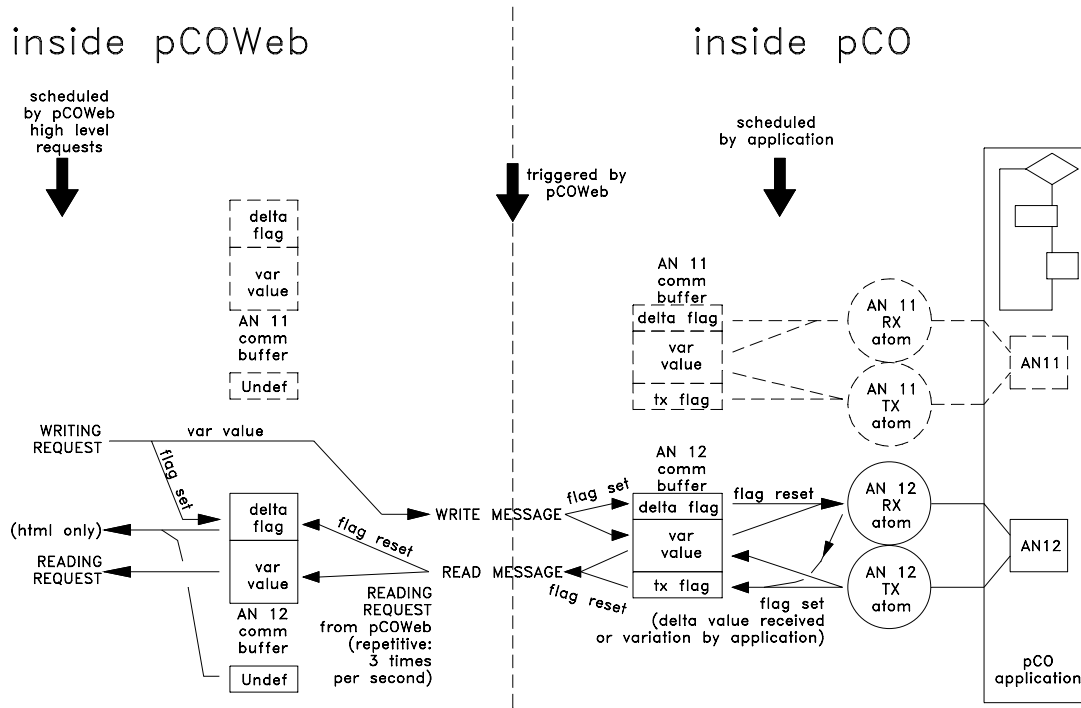 inside pCOWeb
inside pCO
scheduled
by pCOWeb
high level
requests
triggered by
pCOWeb
scheduled
by application
delta
flag
var
value
AN 11
comm
buffer
Undef
AN 11
comm
buffer
delta flag
var
value
tx flag
AN 11
RX
atom
AN 11
TX
atom
AN11
WRITING
REQUEST
var value
flag set
(html only)
READING
REQUEST
delta
flag
var
value
AN 12
comm
buffer
Undef
flag reset
WRITE MESSAGE
READ MESSAGE
READING
REQUEST
from pCOWeb
(repetitive:
3 times
per second)
flag set
flag reset
AN 12
comm
buffer
delta flag
var
value
tx flag
flag reset
flag set
(delta value received
or variation by application)
AN 12
RX
atom
AN 12
TX
atom
AN12
pCO
application